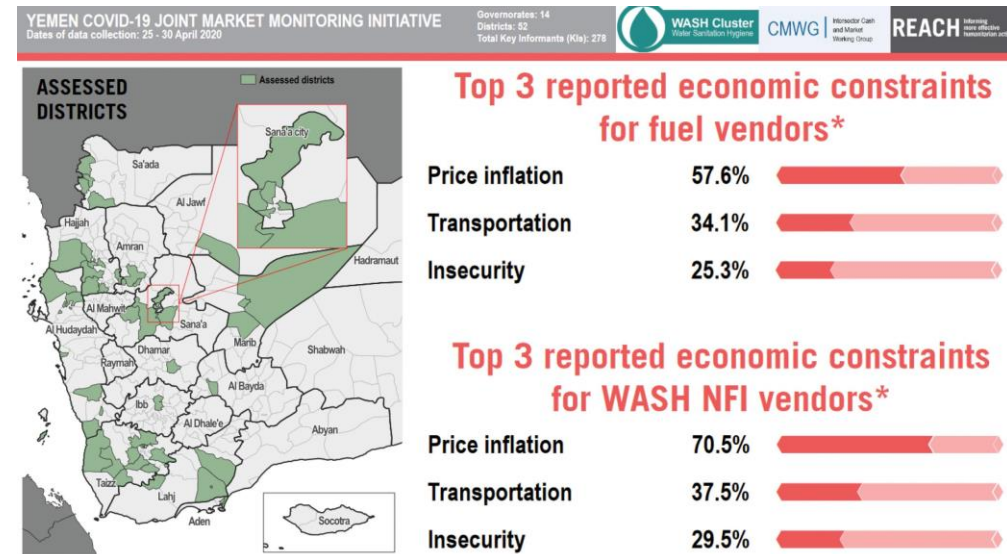 YEMEN COVID-19 JOINT MARKET MONITORING INITIATIVE
Dates of data collection: 25 - 30 April 2020
Governorates: 14
Districts: 52
Total Key Informants (KIs): 278
WASH Cluster
Water Sanitation Hygiene
CMWG
Intersector Cash
and Market
Working Group
REACH
Informing
more effective
humanitarian
ASSESSED
DISTRICTS
Assessed districts
Sana'a city
Sa'ada
Al Jawf
Hajjah
Amran
Hadramaut
Al Mahwit
Al Hudaydah
Sana'a
Marib
Dhamar
Raymah
Shabwah
Al Bayda
Ibb
Al Dhale'e
Abyan
Taizz
Lahj
Aden
Socotra
Top 3 reported economic constraints
for fuel vendors*
Price inflation 57.6%
Transportation 34.1%
Insecurity 25.3%
Top 3 reported economic constraints
for WASH NFI vendors*
Price inflation 70.5%
Transportation 37.5%
Insecurity 29.5%